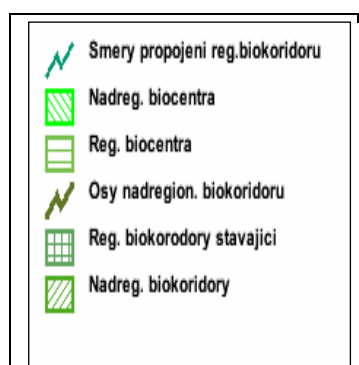 Smery propojeni reg.biokoridoru
Nadreg. biocentra
Reg. biocentra
Osy nadregion. biokoridoru
Reg. biokorodory stavajici
Nadreg. biokoridory